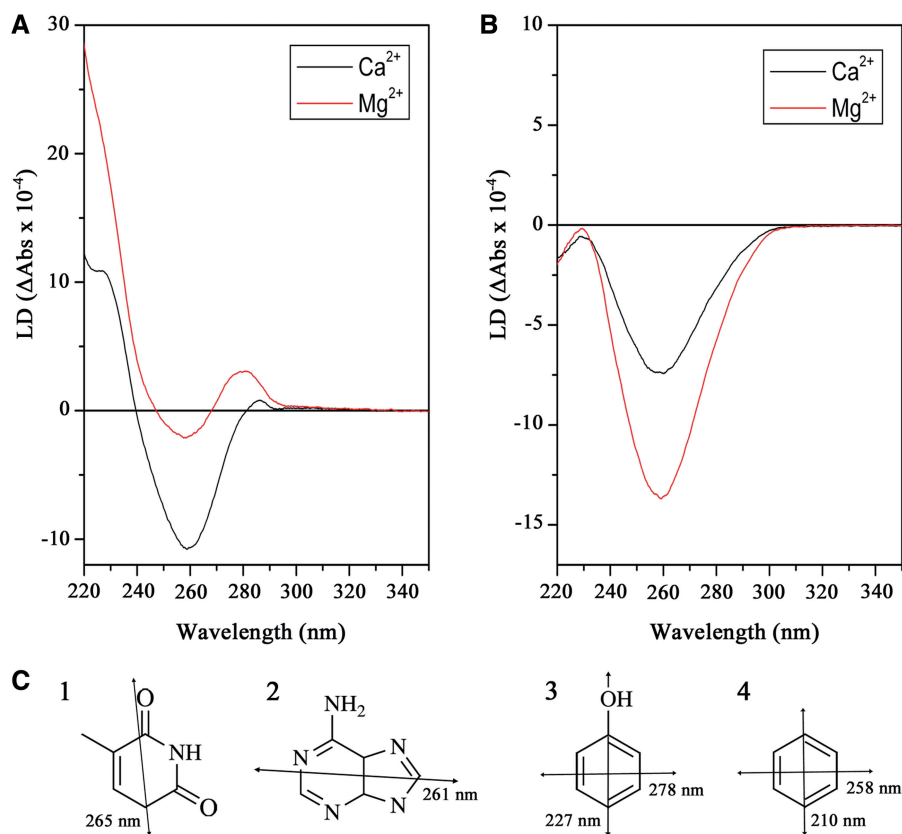 A
30
20
10
0
-10
LD (ΔAbs x 10⁻⁴)
Ca²⁺
Mg²⁺
220 240 260 280 300 320 340
Wavelength (nm)
B
10
5
0
-5
-10
-15
LD (ΔAbs x 10⁻⁴)
Ca²⁺
Mg²⁺
220 240 260 280 300 320 340
Wavelength (nm)
C
1
O
NH
O
265 nm
2
NH₂
N
N
N
N
261 nm
3
OH
278 nm
227 nm
4
258 nm
210 nm